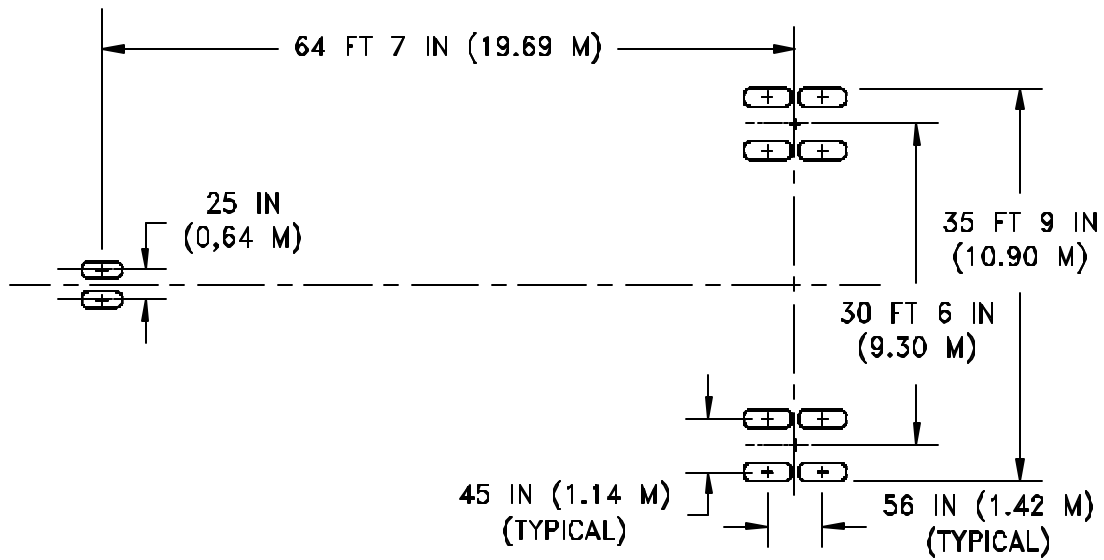 64 FT 7 IN (19.69 M)
25 IN
(0,64 M)
35 FT 9 IN
(10.90 M)
30 FT 6 IN
(9.30 M)
45 IN (1.14 M)
(TYPICAL)
56 IN (1.42 M)
(TYPICAL)